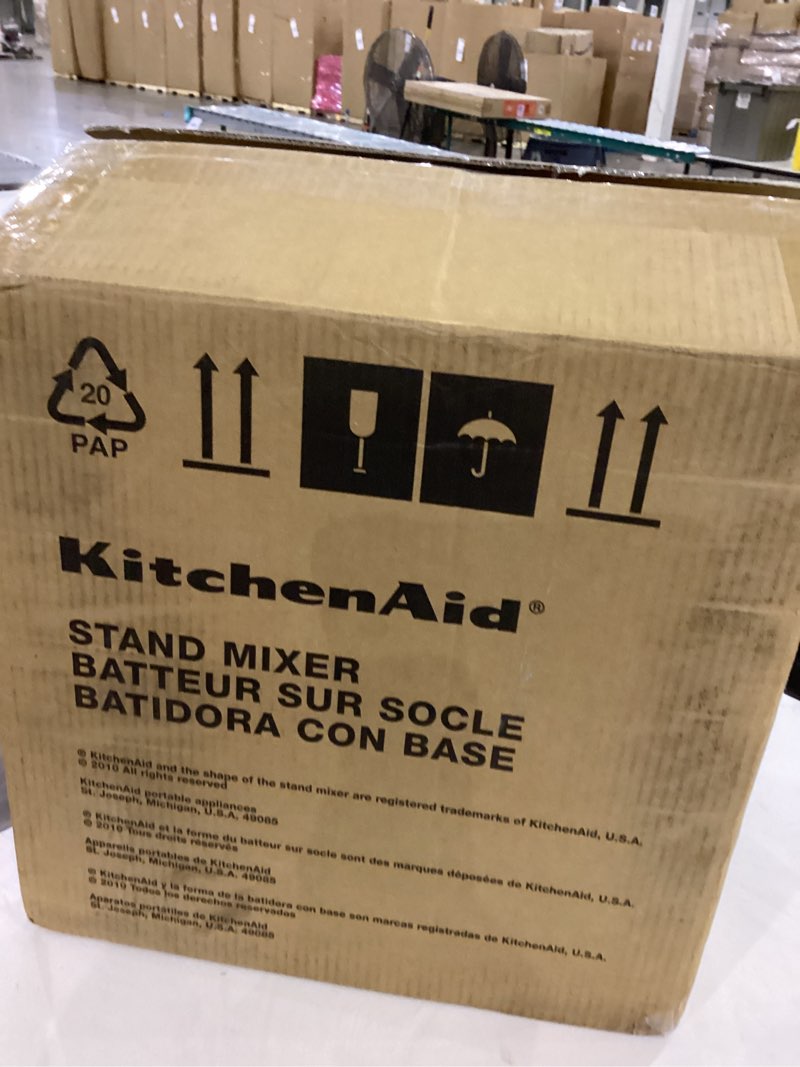 20
PAP
KitchenAid®
STAND MIXER
BATTEUR SUR SOCLE
BATIDORA CON BASE
® KitchenAid and the shape of the stand mixer are registered trademarks of KitchenAid, U.S.A.
© 2010 All rights reserved
KitchenAid portable appliances
St. Joseph, Michigan, U.S.A. 49085
® KitchenAid et la forme du batteur sur socle sont des marques déposées de KitchenAid, U.S.A.
© 2010 Tous droits réservés
Appareils portables de KitchenAid
St. Joseph, Michigan, U.S.A. 49085
® KitchenAid y la forma de la batidora con base son marcas registradas de KitchenAid, U.S.A.
© 2010 Todos los derechos reservados
Aparatos portátiles de KitchenAid
St. Joseph, Michigan, U.S.A. 49085